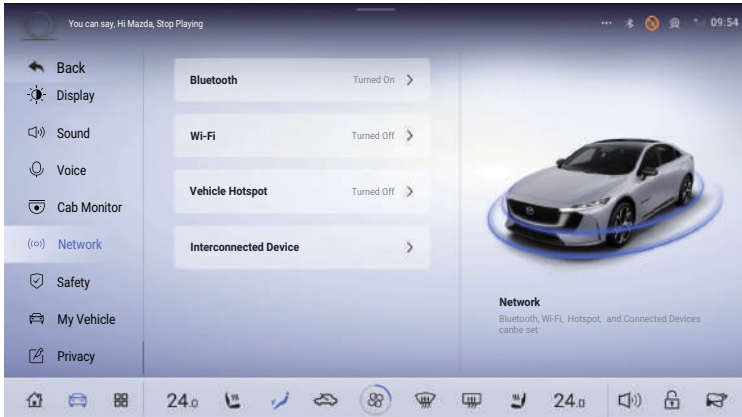 You can say, Hi Mazda, Stop Playing
09:54
Back
Display
Sound
Voice
Cab Monitor
Network
Safety
My Vehicle
Privacy
Bluetooth Turned On
Wi-Fi Turned Off
Vehicle Hotspot Turned Off
Interconnected Device
Network
Bluetooth, Wi-Fi, Hotspot, and Connected Devices
canbe set
24.0
24.0